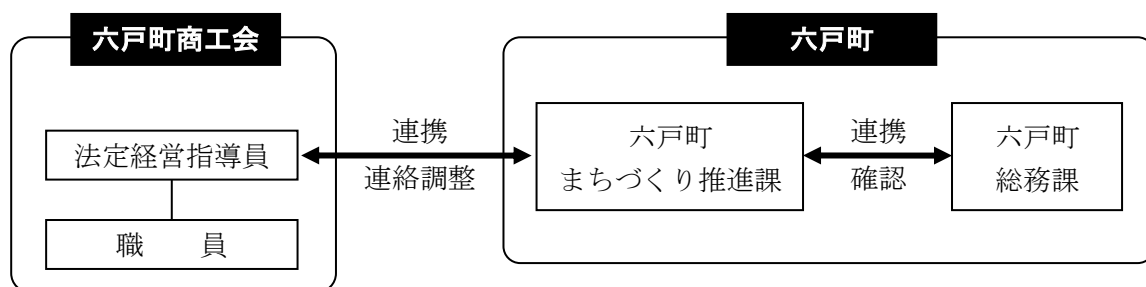 六戸町商工会
法定経営指導員
職　　員
連携
連絡調整
六戸町
六戸町
まちづくり推進課
連携
確認
六戸町
総務課